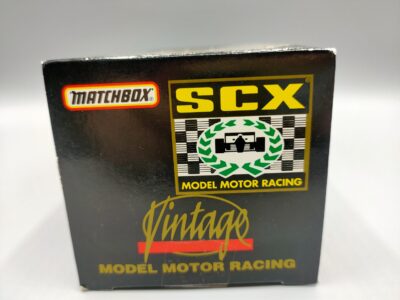 MATCHBOX
SCX
MODEL MOTOR RACING
Vintage
MODEL MOTOR RACING